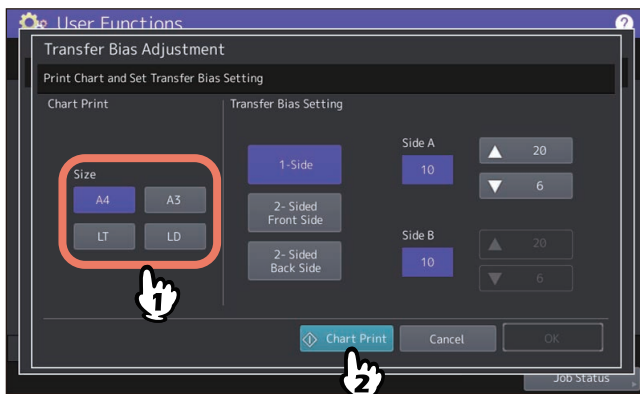 User Functions
?
Transfer Bias Adjustment
Print Chart and Set Transfer Bias Setting
Chart Print
Transfer Bias Setting
Size
A4
A3
LT
LD
1-Side
2- Sided
Front Side
2- Sided
Back Side
Side A
10
20
6
Side B
10
20
6
1
Chart Print
Cancel
OK
2
Job Status